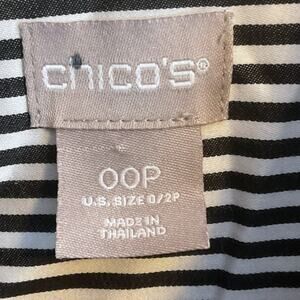 chico's®
00P
U.S. SIZE 0/2P
MADE IN
THAILAND